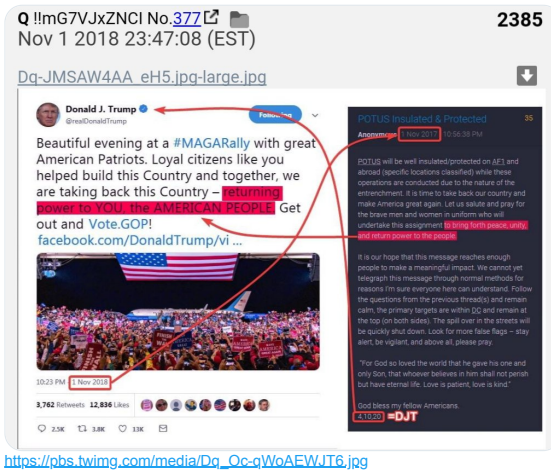 Q !!mG7VJxZNCI No.377
2385
Nov 1 2018 23:47:08 (EST)
Dq-JMSAW4AA_eH5.jpg-large.jpg
Donald J. Trump
@realDonaldTrump
Following
Beautiful evening at a #MAGARally with great
American Patriots. Loyal citizens like you
helped build this Country and together, we
are taking back this Country – returning
power to YOU, the AMERICAN PEOPLE. Get
out and Vote.GOP!
facebook.com/DonaldTrump/vi ...
10:23 PM - 1 Nov 2018
3,762 Retweets 12,836 Likes
2.5K 3.8K 13K
POTUS Insulated & Protected
35
Anonymous 1 Nov 2017 10:56:38 PM
POTUS will be well insulated/protected on AF1 and
abroad (specific locations classified) while these
operations are conducted due to the nature of the
entrenchment. It is time to take back our country and
make America great again. Let us salute and pray for
the brave men and women in uniform who will
undertake this assignment to bring forth peace, unity,
and return power to the people.
It is our hope that this message reaches enough
people to make a meaningful impact. We cannot yet
telegraph this message through normal methods for
reasons I'm sure everyone here can understand. Follow
the questions from the previous thread(s) and remain
calm, the primary targets are within DC and remain at
the top (on both sides). The spill over in the streets will
be quickly shut down. Look for more false flags – stay
alert, be vigilant, and above all, please pray.
"For God so loved the world that he gave his one and
only Son, that whoever believes in him shall not perish
but have eternal life. Love is patient, love is kind."
God bless my fellow Americans.
4,10,20 =DJT
https://pbs.twimg.com/media/Dq_Oc-qWoAEWJT6.jpg